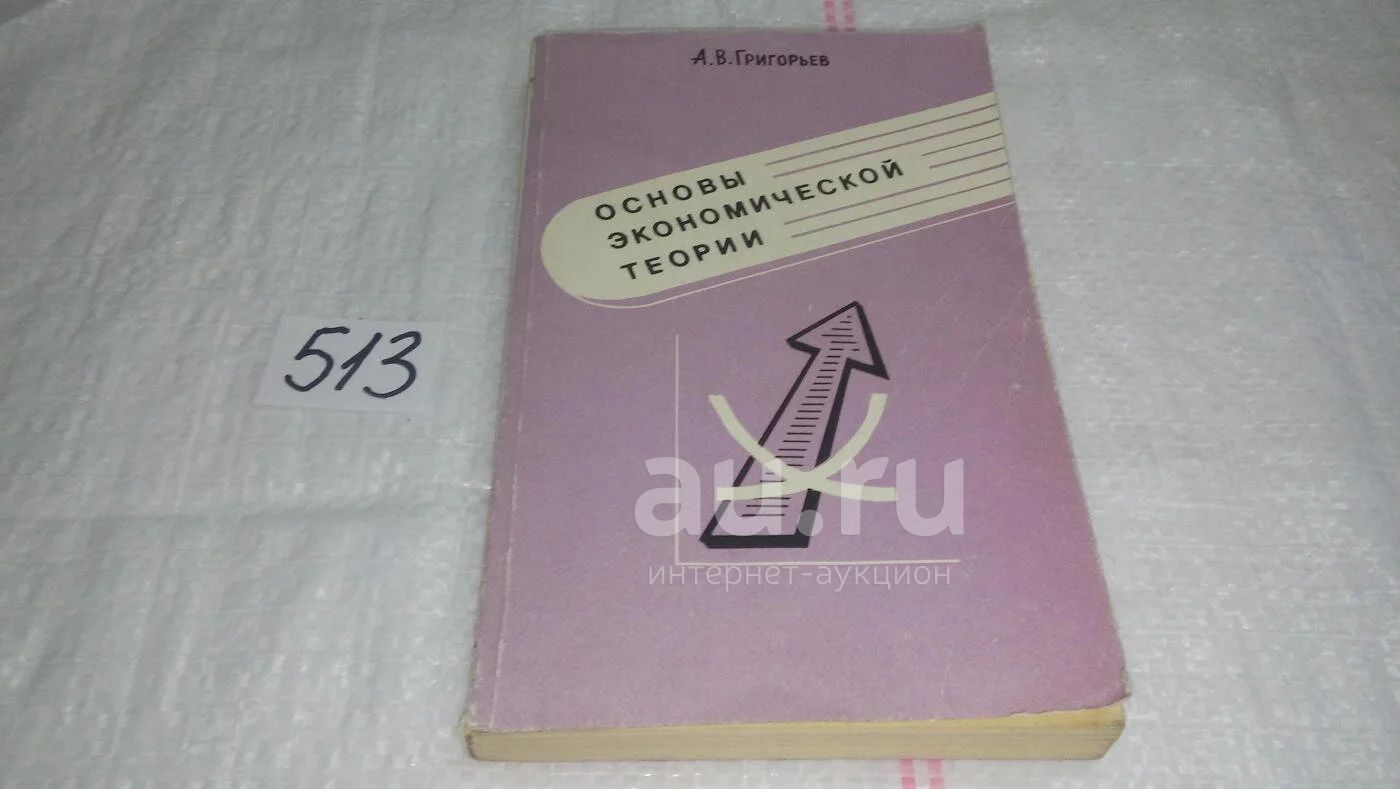 А.В.ГРИГОРЬЕВ
ОСНОВЫ
ЭКОНОМИЧЕСКОЙ
ТЕОРИИ
513
au.ru
интернет-аукцион